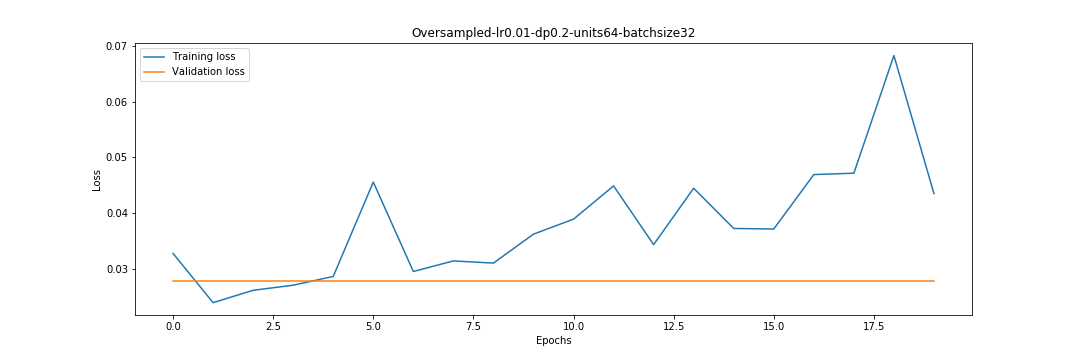 Oversampled-lr0.01-dp0.2-units64-batchsize32
Training loss
Validation loss
0.07
0.06
0.05
0.04
0.03
Loss
0.0 2.5 5.0 7.5 10.0 12.5 15.0 17.5
Epochs